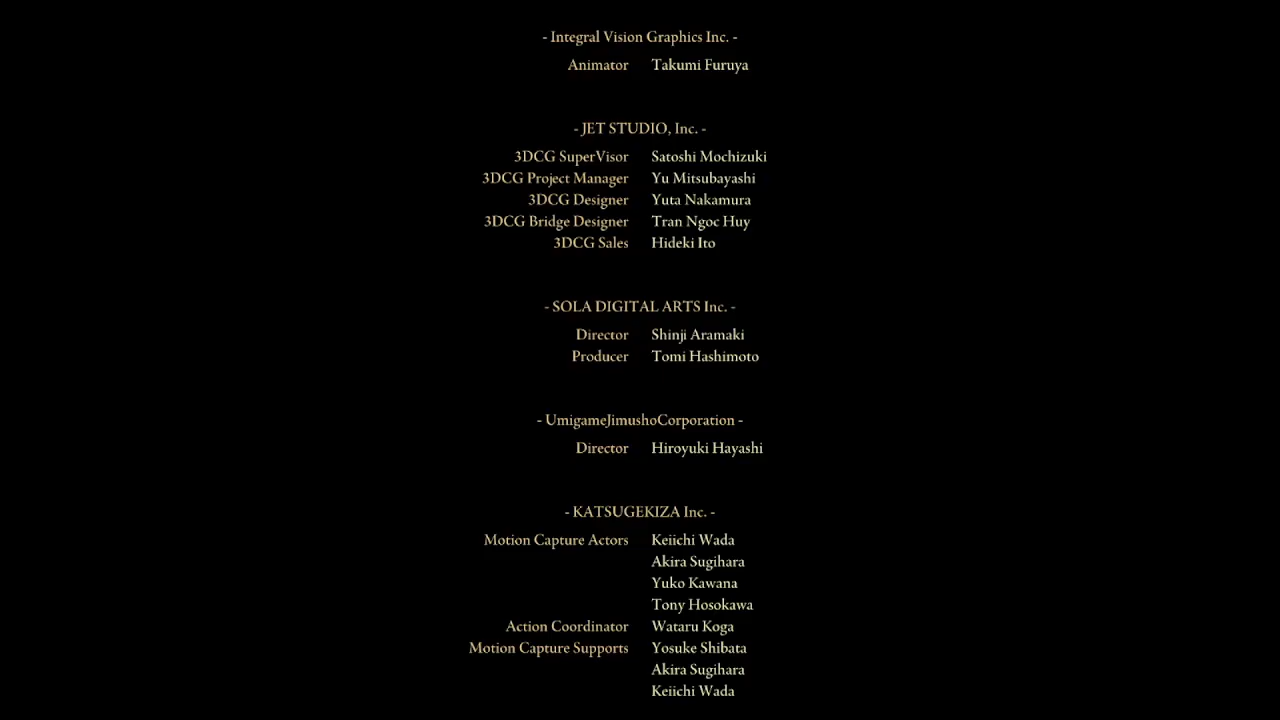 - Integral Vision Graphics Inc. -
Animator Takumi Furuya
- JET STUDIO, Inc. -
3DCG SuperVisor Satoshi Mochizuki
3DCG Project Manager Yu Mitsubayashi
3DCG Designer Yuta Nakamura
3DCG Bridge Designer Tran Ngoc Huy
3DCG Sales Hideki Ito
- SOLA DIGITAL ARTS Inc. -
Director Shinji Aramaki
Producer Tomi Hashimoto
- UmigameJimushoCorporation -
Director Hiroyuki Hayashi
- KATSUGEKIZA Inc. -
Motion Capture Actors Keiichi Wada
Akira Sugihara
Yuko Kawana
Tony Hosokawa
Action Coordinator Wataru Koga
Motion Capture Supports Yosuke Shibata
Akira Sugihara
Keiichi Wada